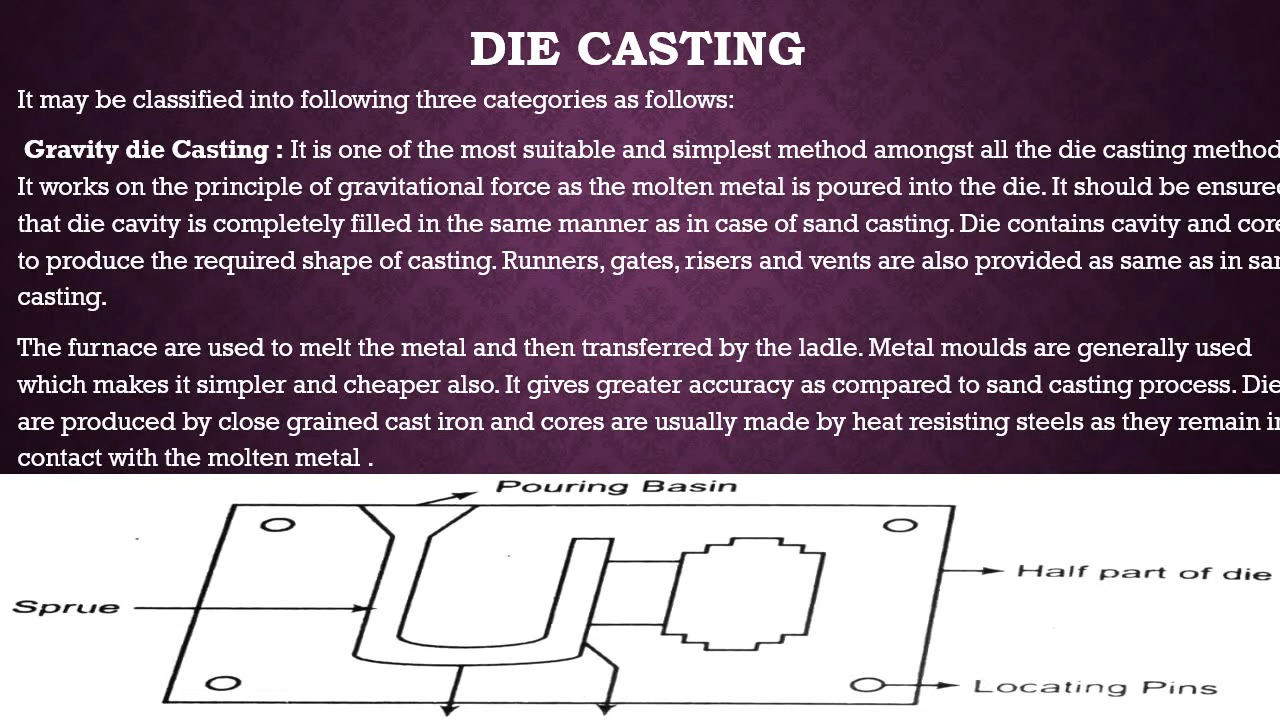 DIE CASTING
It may be classified into following three categories as follows:
Gravity die Casting : It is one of the most suitable and simplest method amongst all the die casting method
It works on the principle of gravitational force as the molten metal is poured into the die. It should be ensure
that die cavity is completely filled in the same manner as in case of sand casting. Die contains cavity and core
to produce the required shape of casting. Runners, gates, risers and vents are also provided as same as in san
casting.
The furnace are used to melt the metal and then transferred by the ladle. Metal moulds are generally used
which makes it simpler and cheaper also. It gives greater accuracy as compared to sand casting process. Die
are produced by close grained cast iron and cores are usually made by heat resisting steels as they remain in
contact with the molten metal .
Pouring Basin
Half part of die
Sprue
Locating Pins